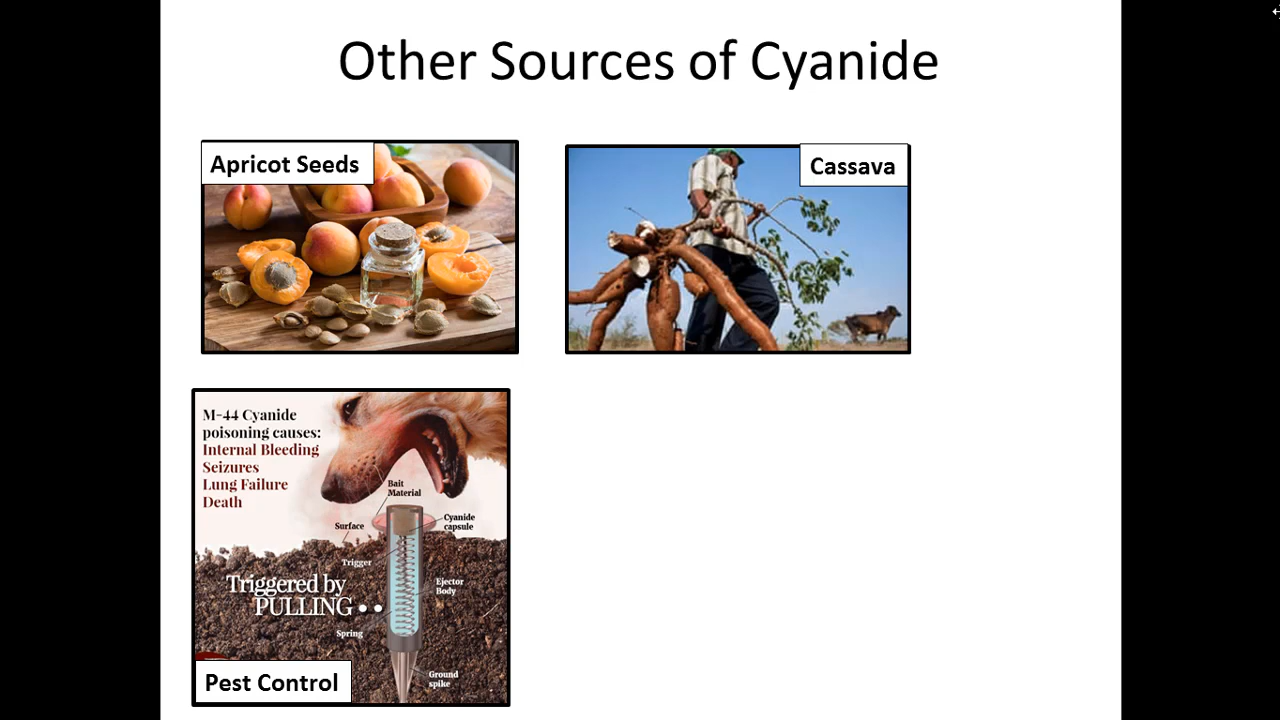 Other Sources of Cyanide
Apricot Seeds
Cassava
M-44 Cyanide
poisoning causes:
Internal Bleeding
Seizures
Lung Failure
Death
Bait
Material
Surface
Cyanide
capsule
Trigger
Triggered by
PULLING
Ejector
Body
Spring
Ground
spike
Pest Control